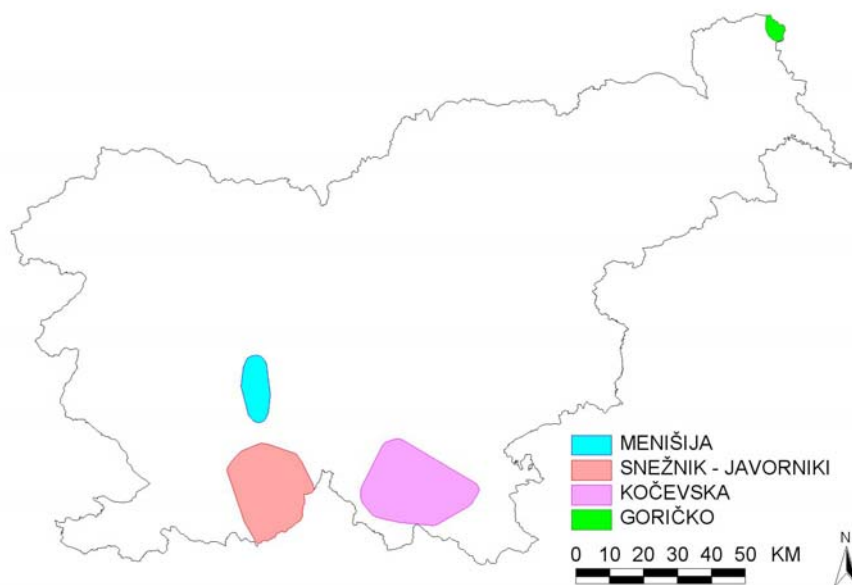 MENIŠIJA
SNEŽNIK - JAVORNIKI
KOČEVSKA
GORIČKO
0 10 20 30 40 50 KM
N